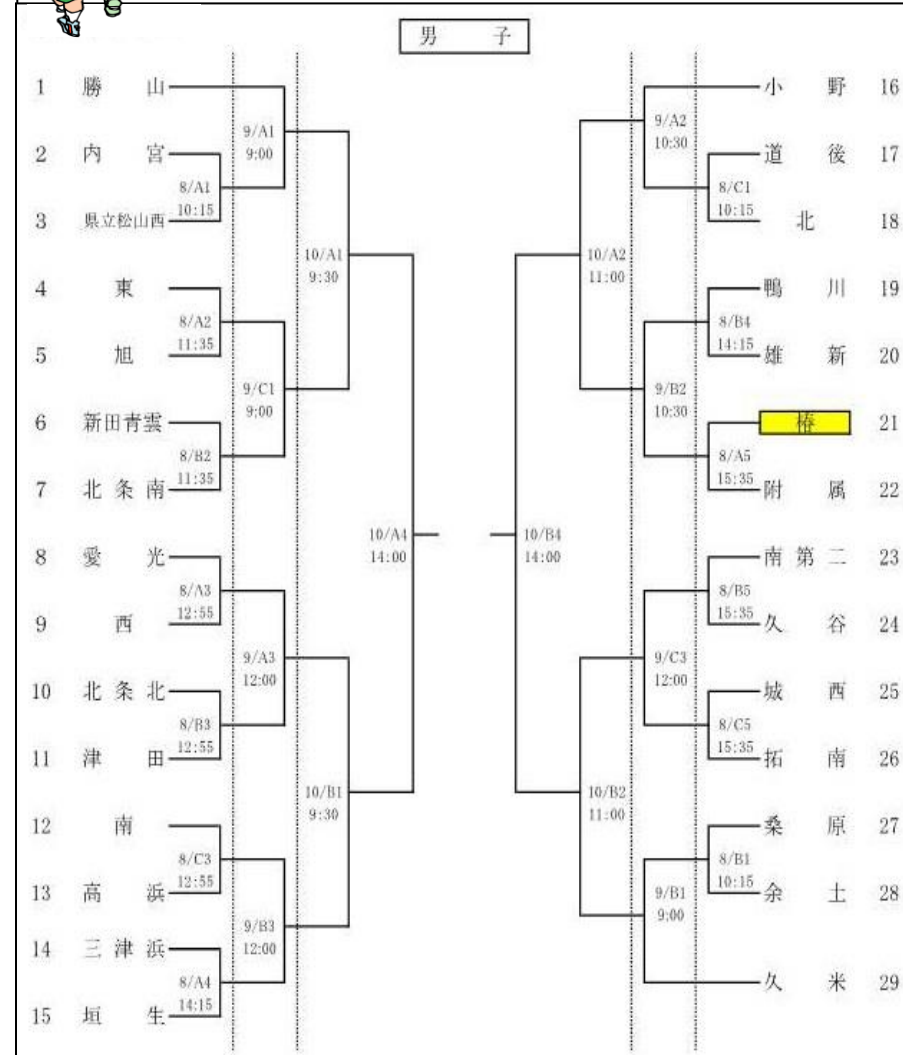 男 子
1 勝 山
9/A1
9:00
2 内 宮
8/A1
10:15
3 県立松山西
10/A1
9:30
4 東
8/A2
11:35
5 旭
9/C1
9:00
6 新田青雲
8/B2
11:35
7 北 条 南
10/A4
14:00
8 愛 光
8/A3
12:55
9 西
9/A3
12:00
10 北 条 北
8/B3
12:55
11 津 田
10/B1
9:30
12 南
8/C3
12:55
13 高 浜
9/B3
12:00
14 三 津 浜
8/A4
14:15
15 垣 生
小 野 16
9/A2
10:30
道 後 17
8/C1
10:15
北 18
10/A2
11:00
鴨 川 19
8/B4
14:15
雄 新 20
9/B2
10:30
椿 21
8/A5
15:35
附 属 22
10/B4
14:00
南 第 二 23
8/B5
15:35
久 谷 24
9/C3
12:00
城 西 25
8/C5
15:35
拓 南 26
10/B2
11:00
桑 原 27
8/B1
10:15
余 土 28
9/B1
9:00
久 米 29